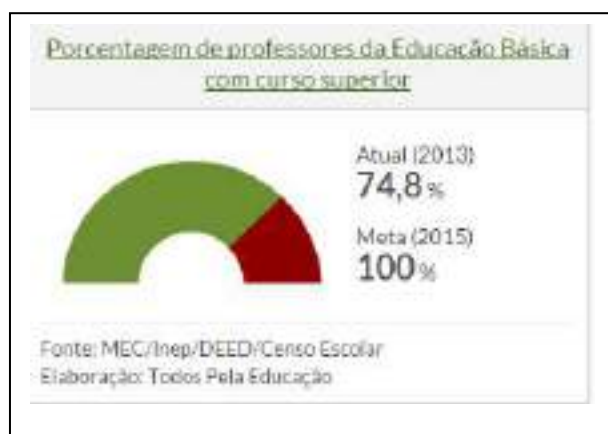 Porcentagem de professores da Educação Básica
com curso superior
Atual (2013)
74,8 %
Meta (2015)
100 %
Fonte: MEC/Inep/DEED/Censo Escolar
Elaboração: Todos Pela Educação